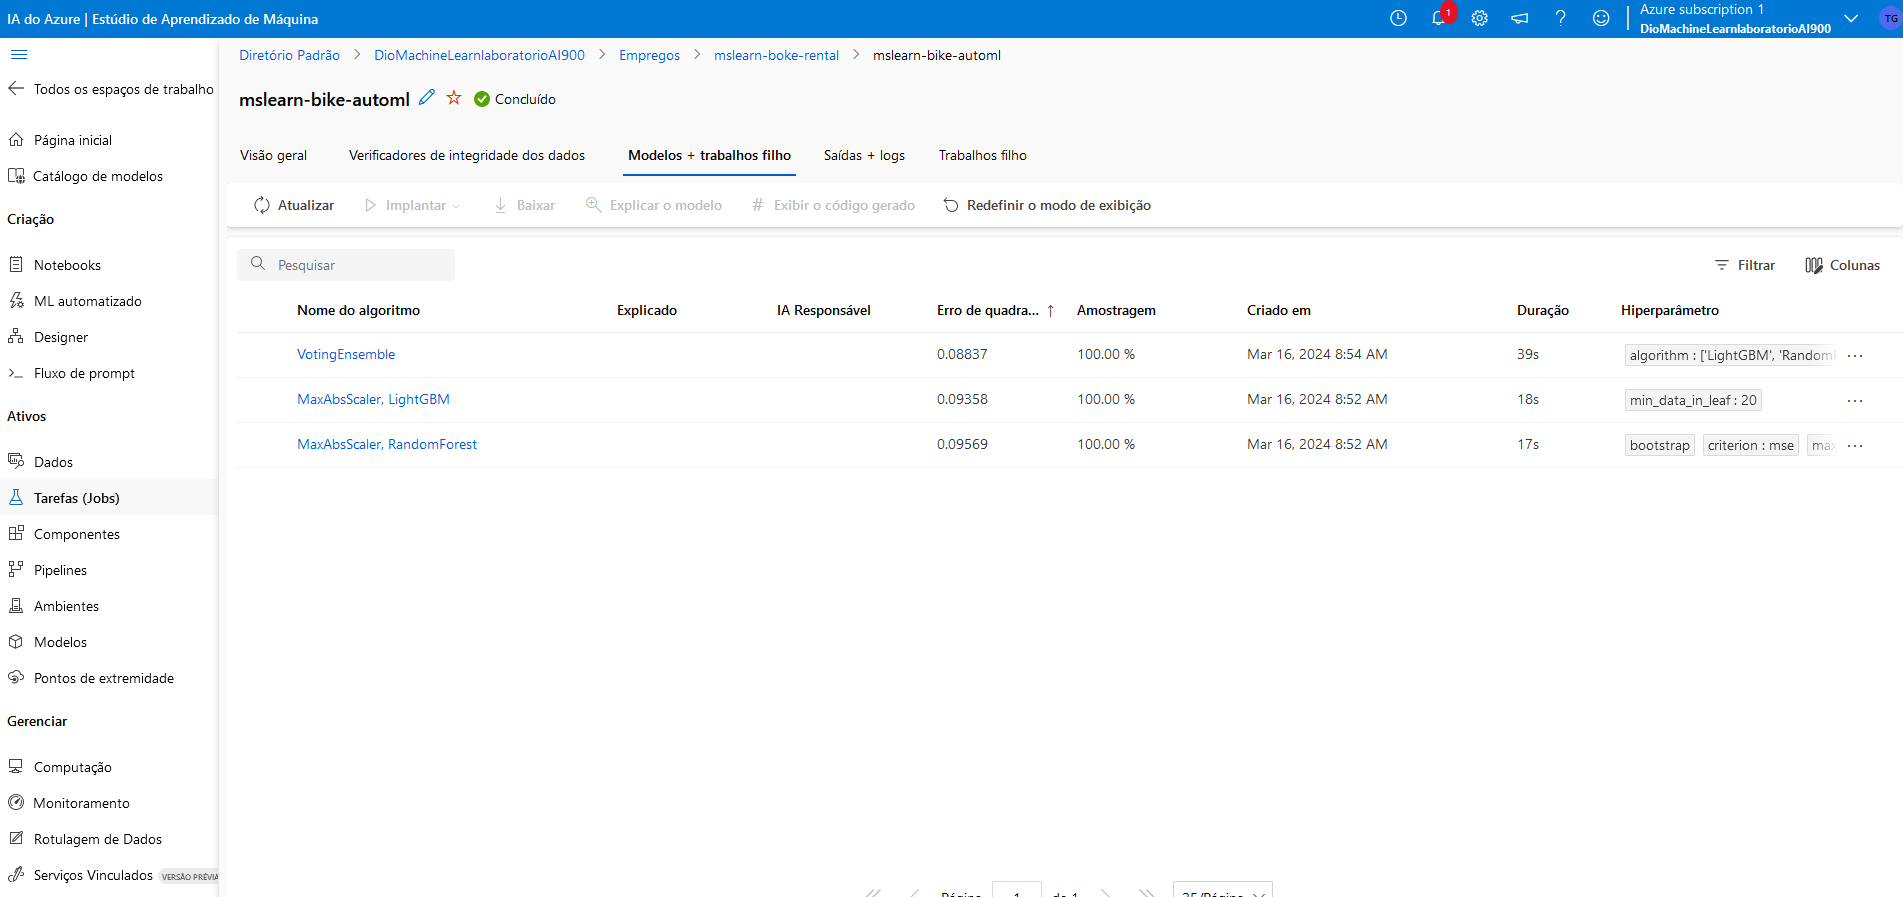 IA do Azure | Estúdio de Aprendizado de Máquina
1
Azure subscription 1
DioMachineLearnlaboratorioAI900
TG
Todos os espaços de trabalho
Página inicial
Catálogo de modelos
Criação
Notebooks
ML automatizado
Designer
Fluxo de prompt
Ativos
Dados
Tarefas (Jobs)
Componentes
Pipelines
Ambientes
Modelos
Pontos de extremidade
Gerenciar
Computação
Monitoramento
Rotulagem de Dados
Serviços Vinculados VERSÃO PRÉVIA
Diretório Padrão > DioMachineLearnlaboratorioAI900 > Empregos > mslearn-boke-rental > mslearn-bike-automl
mslearn-bike-automl Concluído
Visão geral Verificadores de integridade dos dados Modelos + trabalhos filho Saídas + logs Trabalhos filho
Atualizar Implantar Baixar Explicar o modelo # Exibir o código gerado Redefinir o modo de exibição
Pesquisar Filtrar Colunas
Nome do algoritmo Explicado IA Responsável Erro de quadra... ↑ Amostragem Criado em Duração Hiperparâmetro
VotingEnsemble 0.08837 100.00 % Mar 16, 2024 8:54 AM 39s algorithm : ['LightGBM', 'RandomF ...
MaxAbsScaler, LightGBM 0.09358 100.00 % Mar 16, 2024 8:52 AM 18s min_data_in_leaf : 20 ...
MaxAbsScaler, RandomForest 0.09569 100.00 % Mar 16, 2024 8:52 AM 17s bootstrap criterion : mse max ...
Página 1 de 1 25/Página